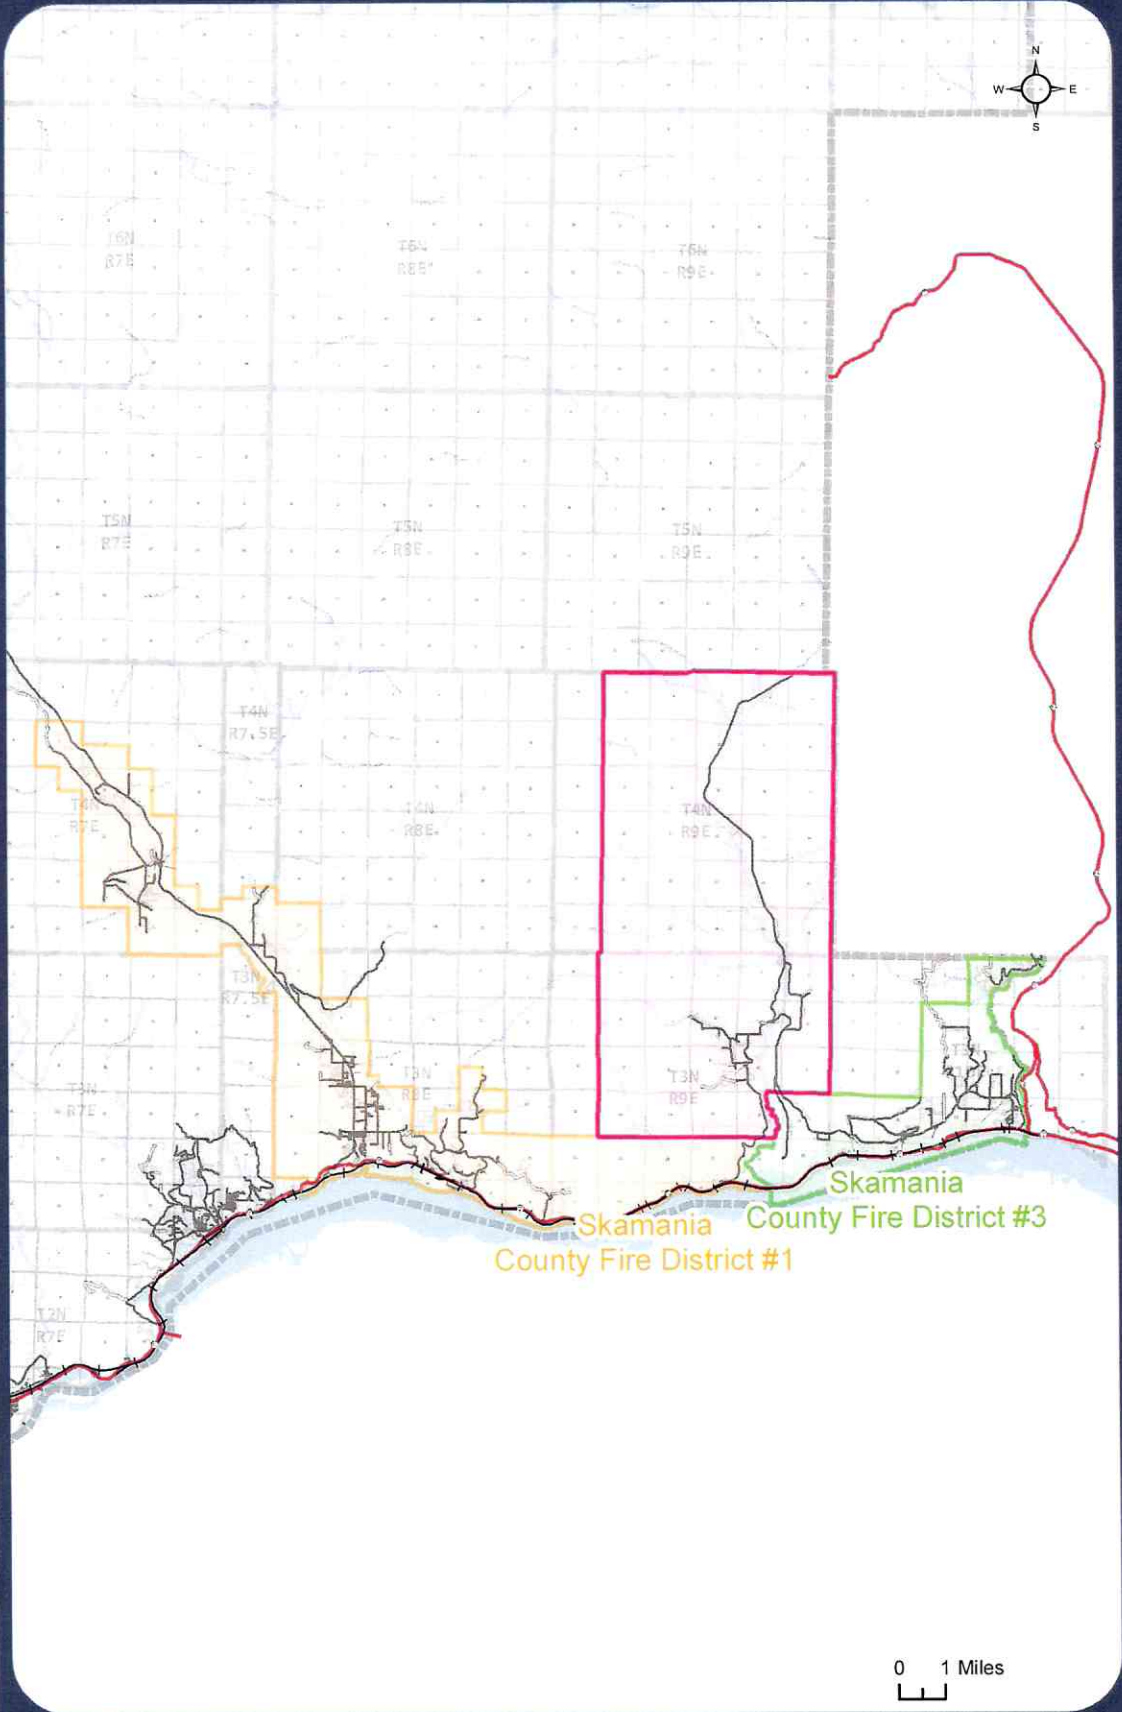 N
W E
S
T6N
R7E
T6N
R8E
T6N
R9E
T5N
R7E
T5N
R8E
T5N
R9E
T4N
R7.5E
T4N
R7E
T4N
R8E
T4N
R9E
T3N
R7.5E
T3N
R7E
T3N
R8E
T3N
R9E
Skamania
County Fire District #3
Skamania
County Fire District #1
T2N
R7E
0 1 Miles